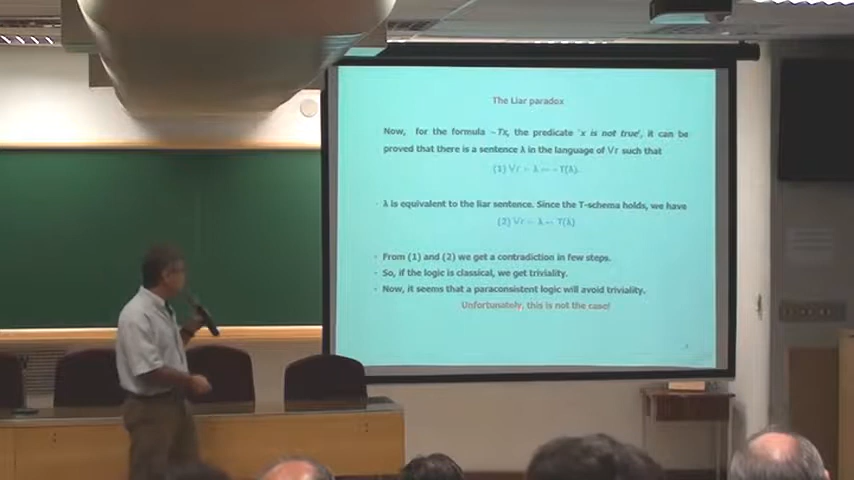 The Liar paradox
Now, for the formula ~Tx, the predicate 'x is not true', it can be
proved that there is a sentence λ in the language of ∀r such that
(1) ∀r ⊢ λ ↔ ~T(λ).
λ is equivalent to the liar sentence. Since the T-schema holds, we have
(2) ∀r ⊢ λ ↔ T(λ)
• From (1) and (2) we get a contradiction in few steps.
• So, if the logic is classical, we get triviality.
• Now, it seems that a paraconsistent logic will avoid triviality.
Unfortunately, this is not the case!